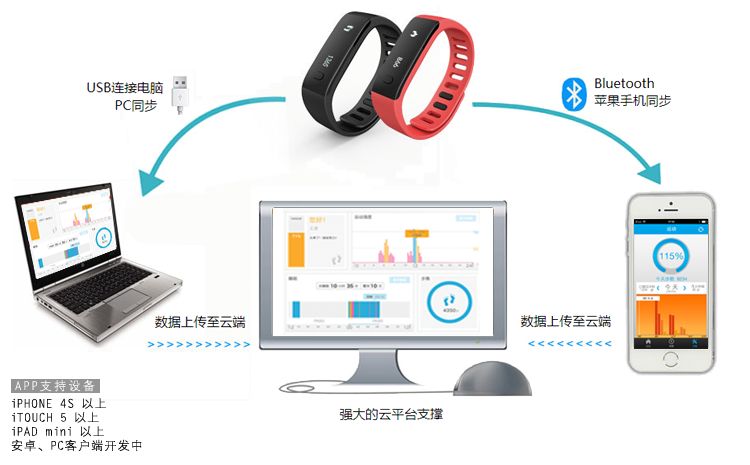 USB连接电脑
PC同步
Bluetooth
苹果手机同步
115%
数据上传至云端
数据上传至云端
强大的云平台支撑
APP支持设备
iPHONE 4S 以上
iTOUCH 5 以上
iPAD mini 以上
安卓、PC客户端开发中